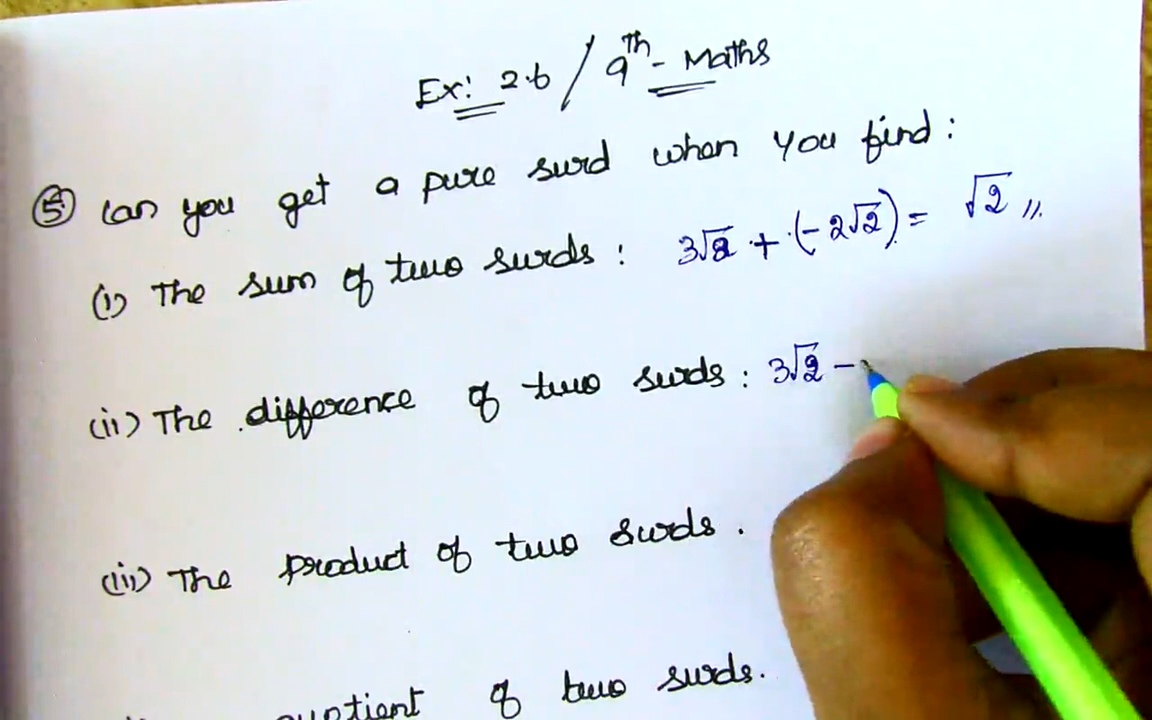 Ex: 2.6 / 9th - Maths
⑤ Can you get a pure surd when you find:
(i) The sum of two surds: 3√2 + (-2√2) = √2 //.
(ii) The difference of two surds: 3√2 -
(iii) The product of two surds.
quotient of two surds.